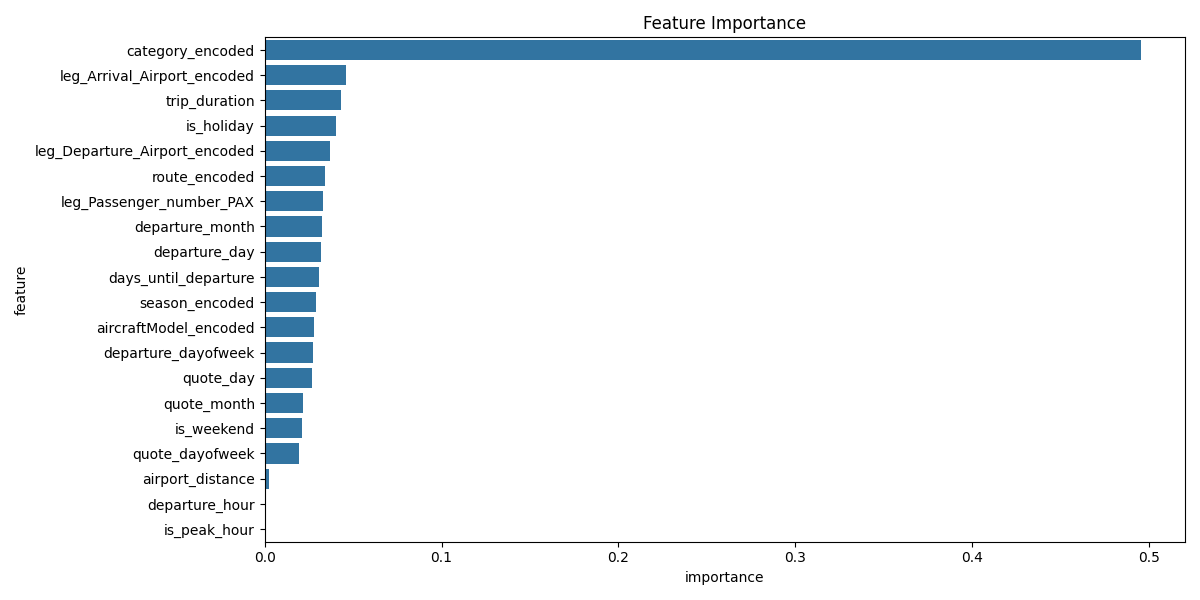 Feature Importance
category_encoded
leg_Arrival_Airport_encoded
trip_duration
is_holiday
leg_Departure_Airport_encoded
route_encoded
leg_Passenger_number_PAX
departure_month
departure_day
days_until_departure
season_encoded
aircraftModel_encoded
departure_dayofweek
quote_day
quote_month
is_weekend
quote_dayofweek
airport_distance
departure_hour
is_peak_hour
feature
0.0 0.1 0.2 0.3 0.4 0.5
importance